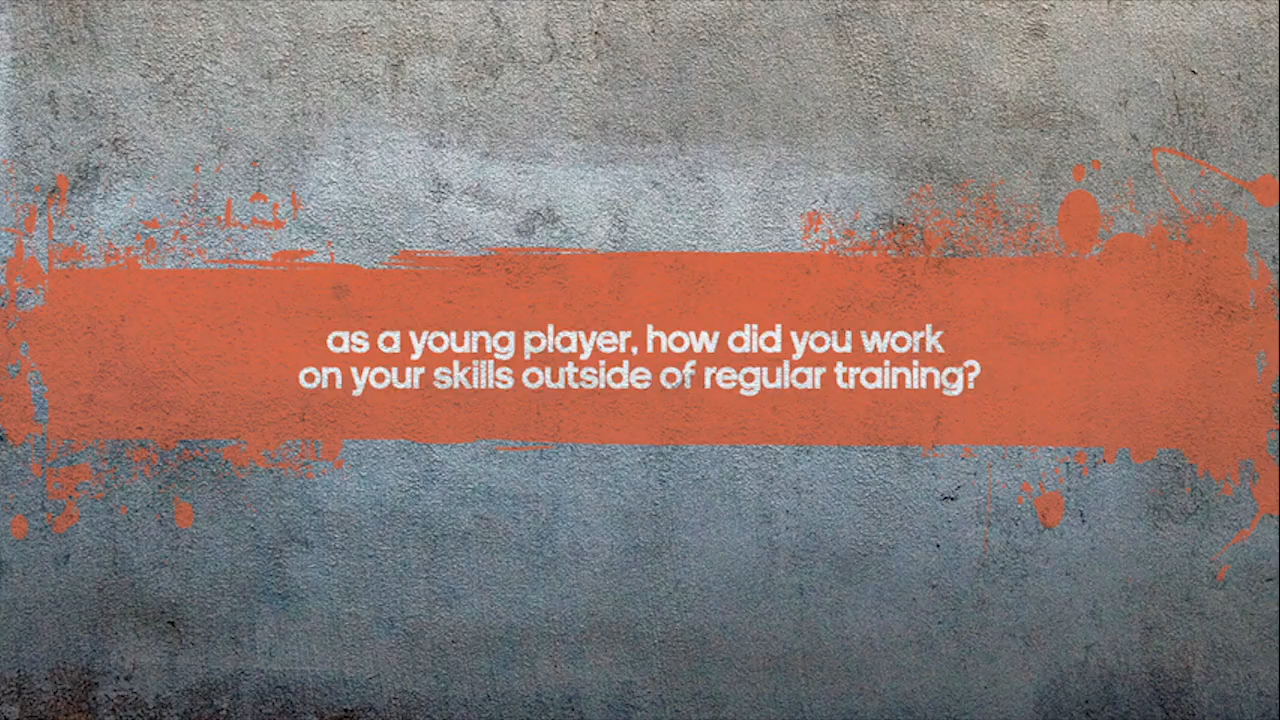 as a young player, how did you work
on your skills outside of regular training?